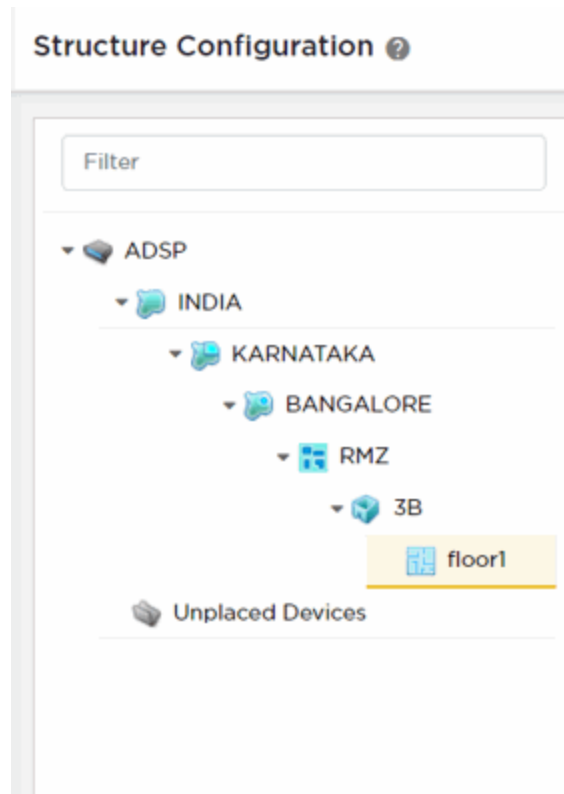 Structure Configuration
Filter
ADSP
INDIA
KARNATAKA
BANGALORE
RMZ
3B
floor1
Unplaced Devices